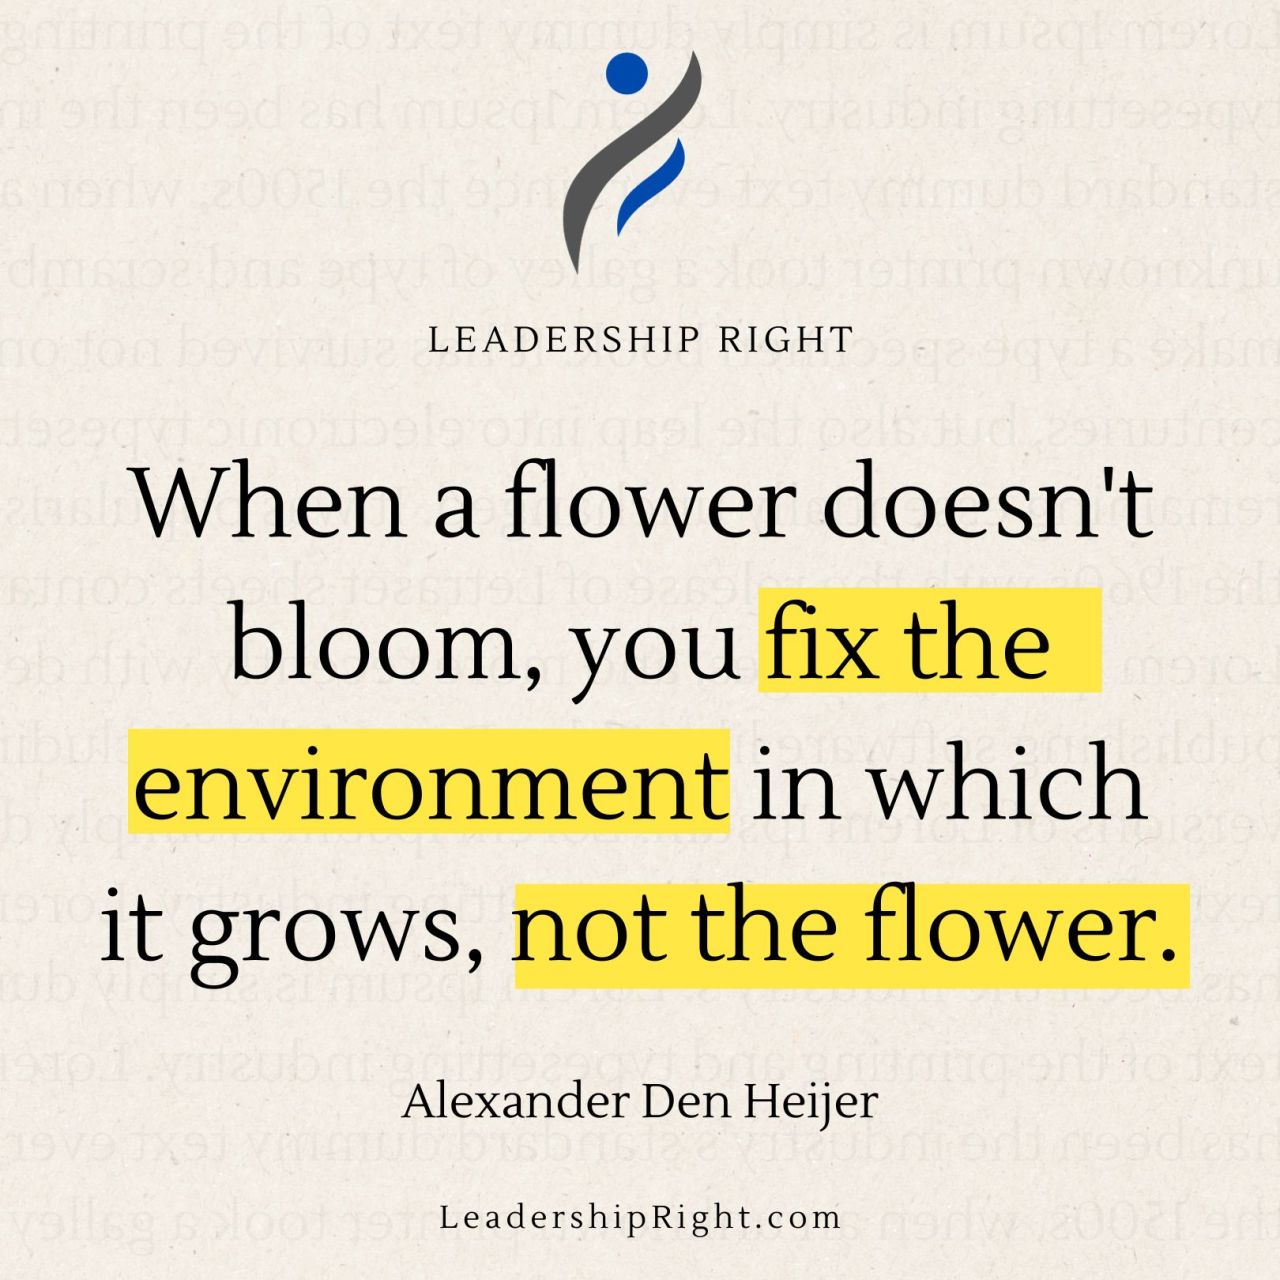 LEADERSHIP RIGHT
When a flower doesn't
bloom, you fix the
environment in which
it grows, not the flower.
Alexander Den Heijer
LeadershipRight.com